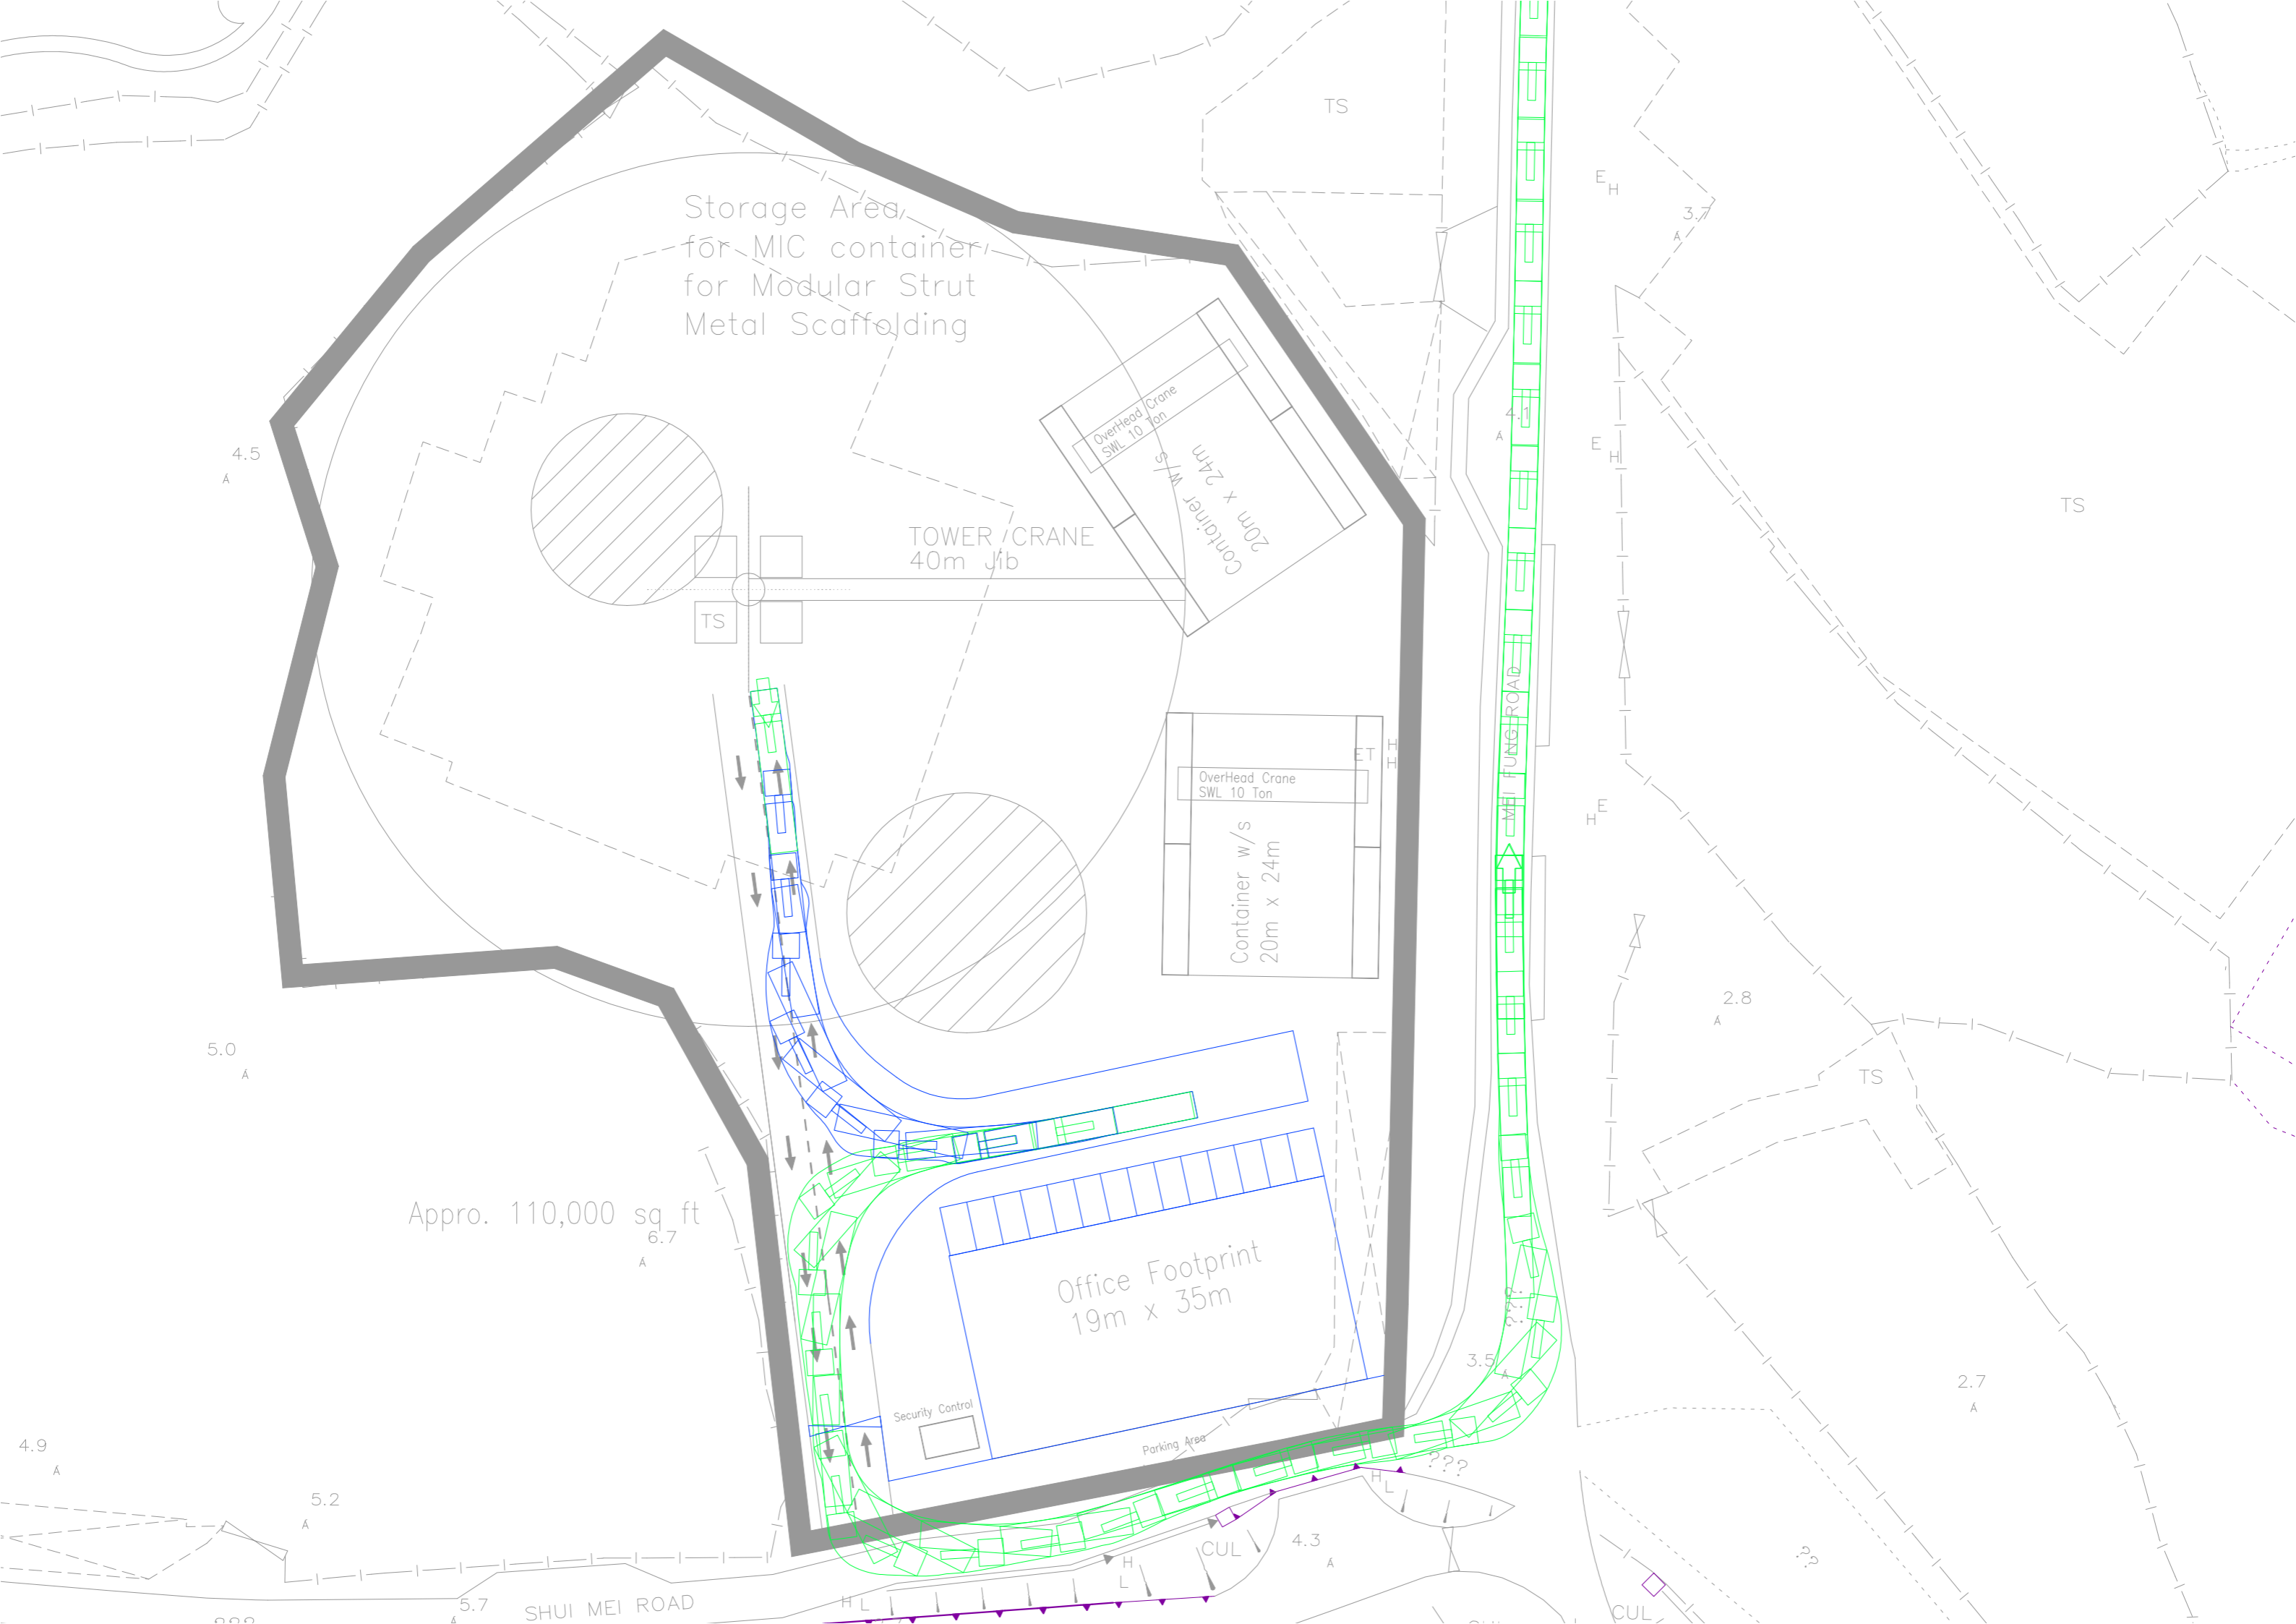 TS
E
H
3.7
Storage Area
for MIC container
for Modular Strut
Metal Scaffolding
OverHead Crane
SWL 10 Ton
Container w/s
20m x 24m
4.1
4.5
E
H
TS
TOWER CRANE
40m Jib
TS
MEI FUNG ROAD
ET
H
H
OverHead Crane
SWL 10 Ton
Container w/s
20m x 24m
E
H
2.8
5.0
TS
Appro. 110,000 sq ft
6.7
Office Footprint
19m x 35m
???
3.5
2.7
Security Control
Parking Area
4.9
???
H
L
5.2
4.3
CUL
H
L
??
5.7
SHUI MEI ROAD
H
L
CUL